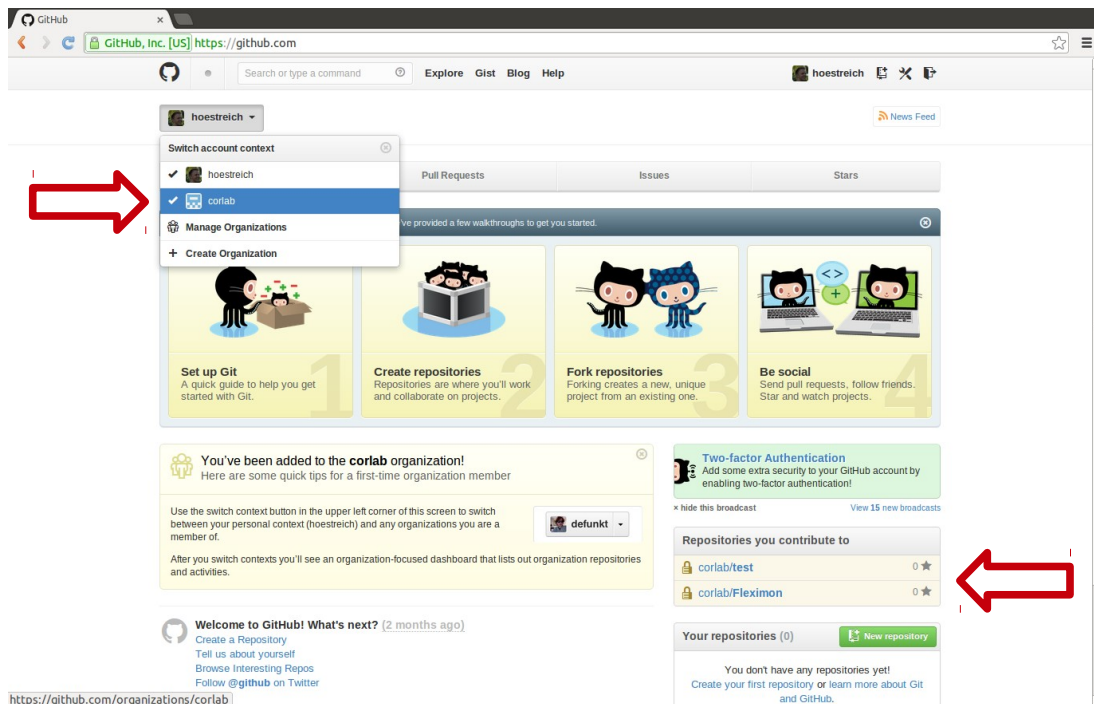 GitHub
GitHub, Inc. [US] https://github.com
Search or type a command
Explore Gist Blog Help
hoestreich
hoestreich
News Feed
Switch account context
hoestreich
corlab
Manage Organizations
+ Create Organization
Pull Requests
Issues
Stars
've provided a few walkthroughs to get you started.
1
Set up Git
A quick guide to help you get
started with Git.
2
Create repositories
Repositories are where you'll work
and collaborate on projects.
3
Fork repositories
Forking creates a new, unique
project from an existing one.
4
Be social
Send pull requests, follow friends.
Star and watch projects.
You've been added to the corlab organization!
Here are some quick tips for a first-time organization member
Use the switch context button in the upper left corner of this screen to switch
between your personal context (hoestreich) and any organizations you are a
member of.
defunkt
After you switch contexts you'll see an organization-focused dashboard that lists out organization repositories
and activities.
Welcome to GitHub! What's next? (2 months ago)
Create a Repository
Tell us about yourself
Browse Interesting Repos
Follow @github on Twitter
Two-factor Authentication
Add some extra security to your GitHub account by
enabling two-factor authentication!
× hide this broadcast
View 15 new broadcasts
Repositories you contribute to
corlab/test 0
corlab/Fleximon 0
Your repositories (0)
New repository
You don't have any repositories yet!
Create your first repository or learn more about Git
and GitHub.
https://github.com/organizations/corlab